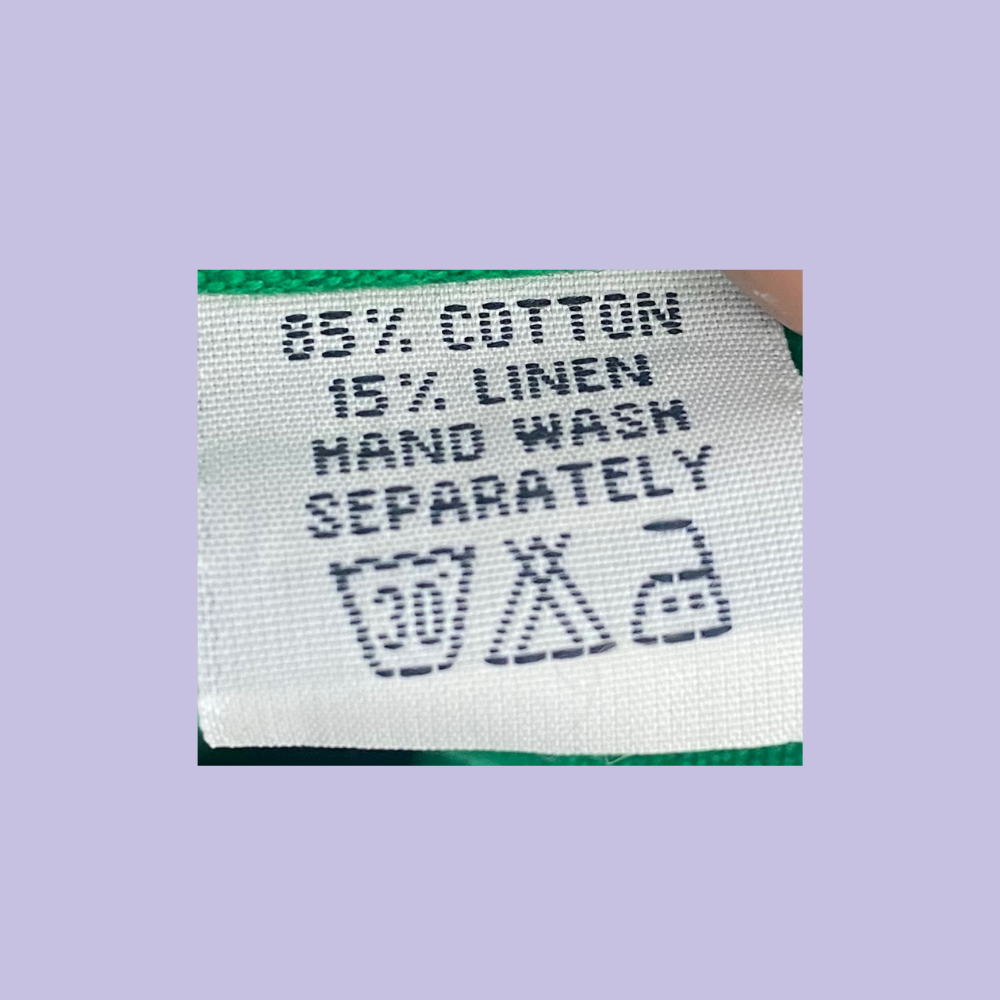 85% COTTON
15% LINEN
HAND WASH
SEPARATELY
30°